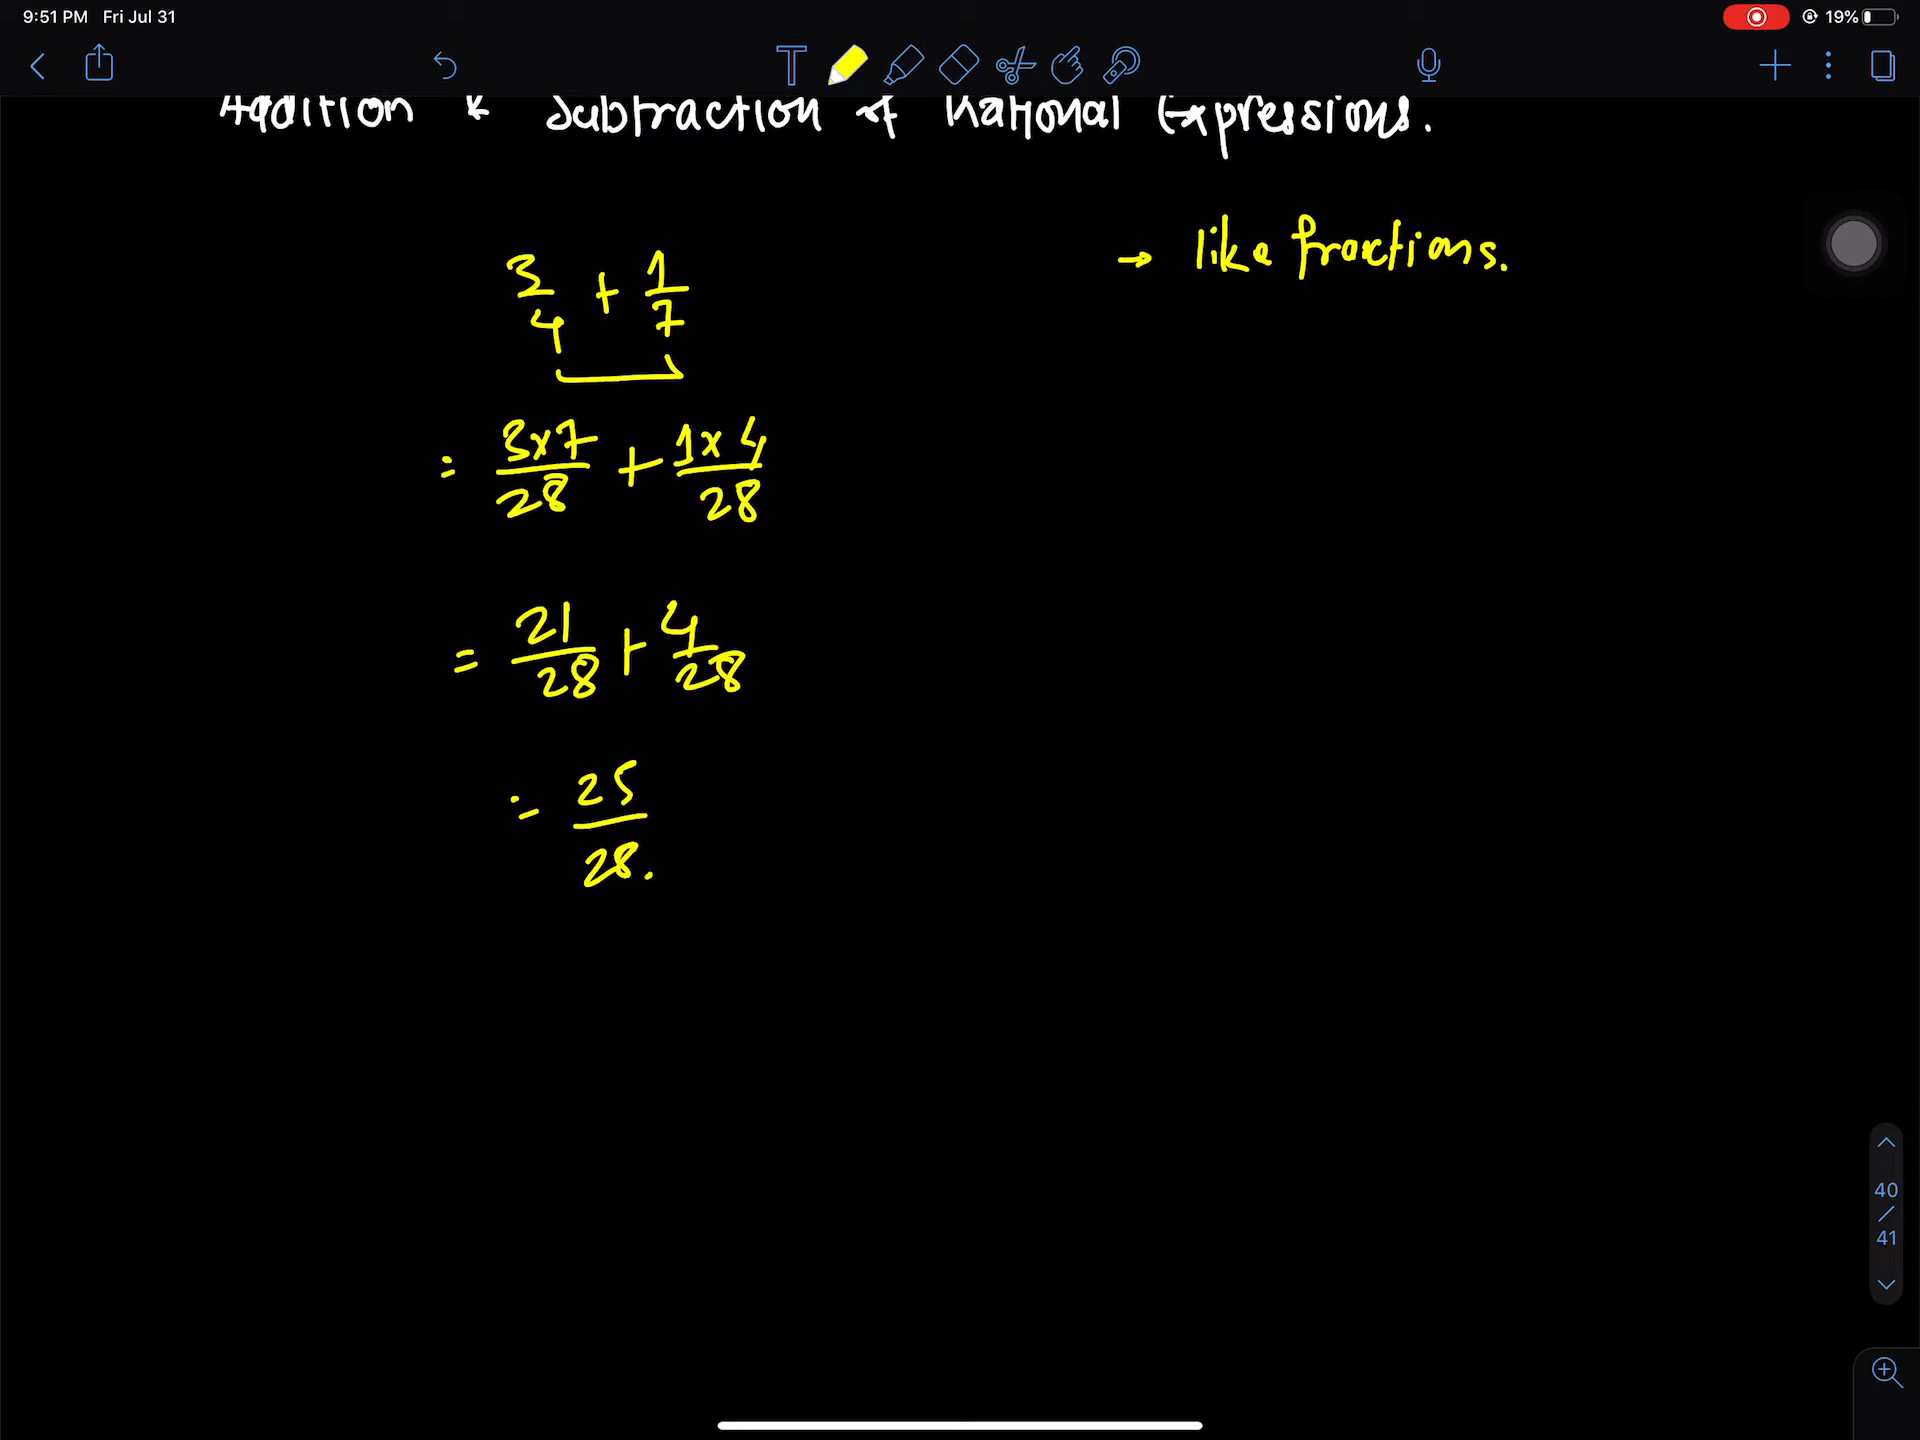 9:51 PM Fri Jul 31
19%
Addition & Subtraction of Rational Expressions.
3/4 + 1/7
→ like fractions.
= 3x7/28 + 1x4/28
= 21/28 + 4/28
= 25/28.
40
/
41